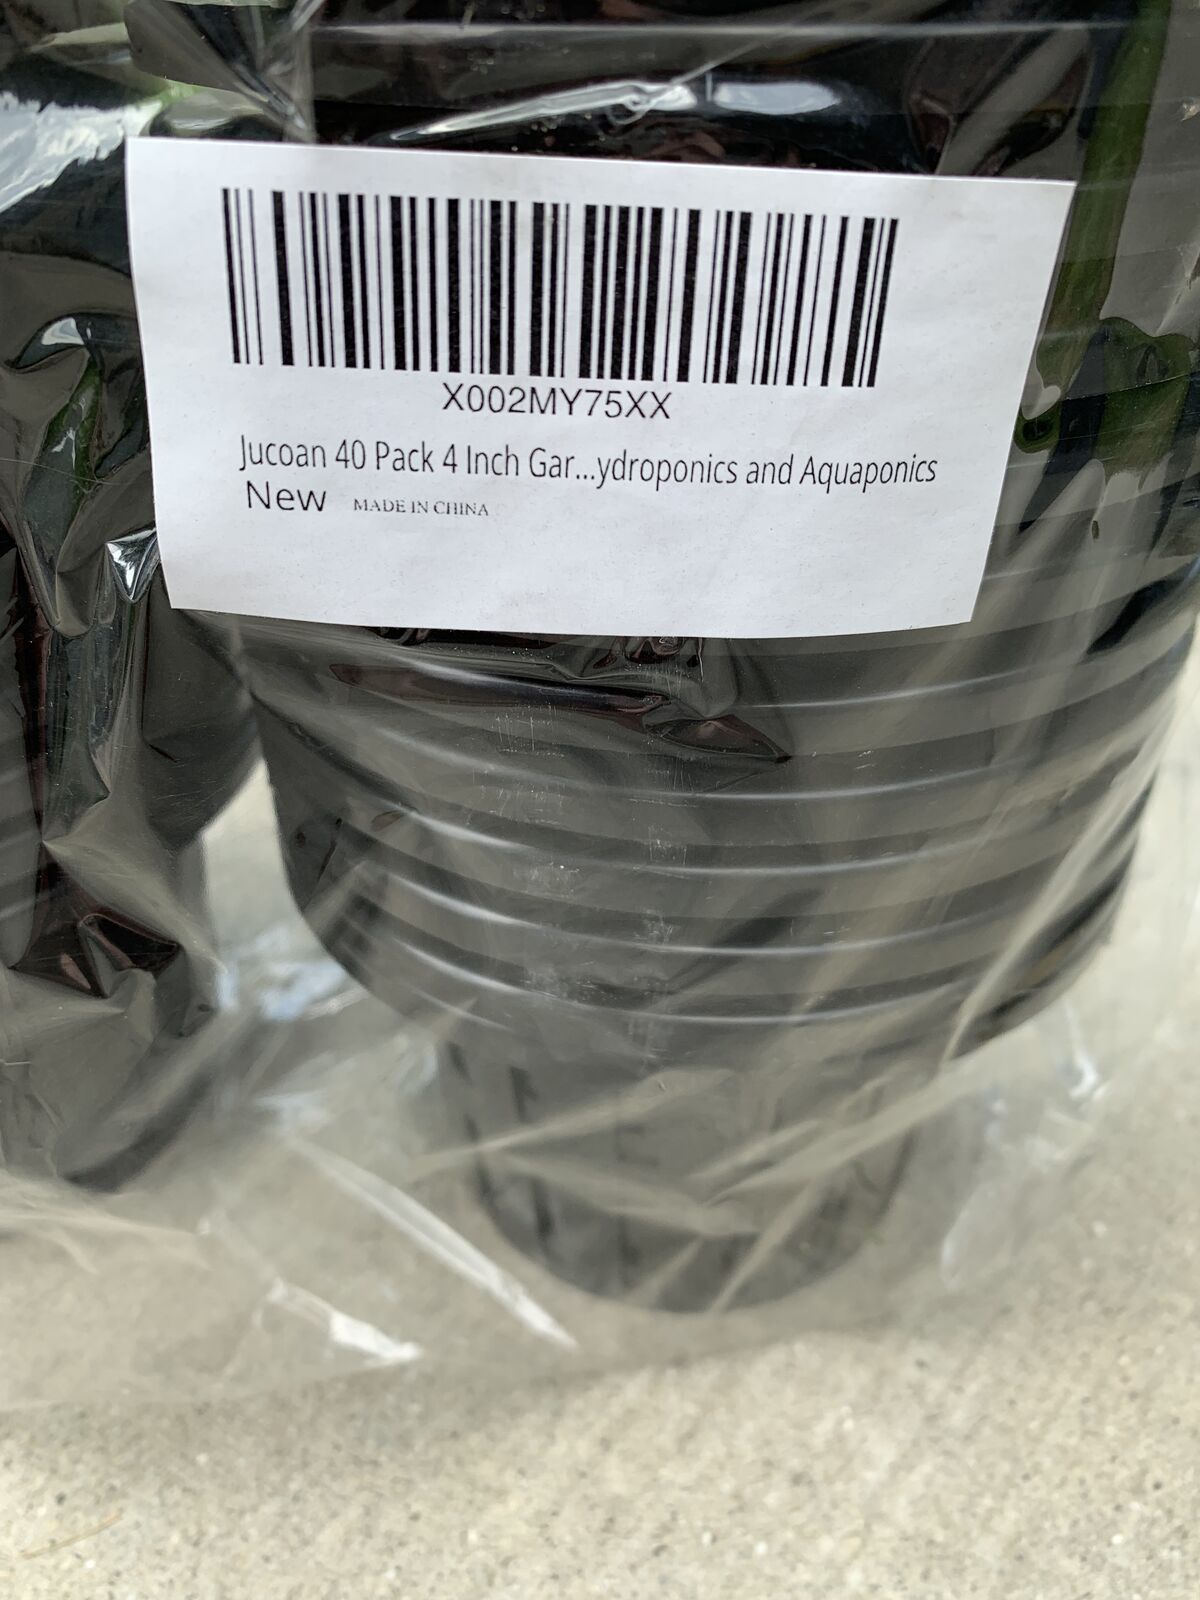 X002MY75XX
Jucoan 40 Pack 4 Inch Gar...ydroponics and Aquaponics
New MADE IN CHINA